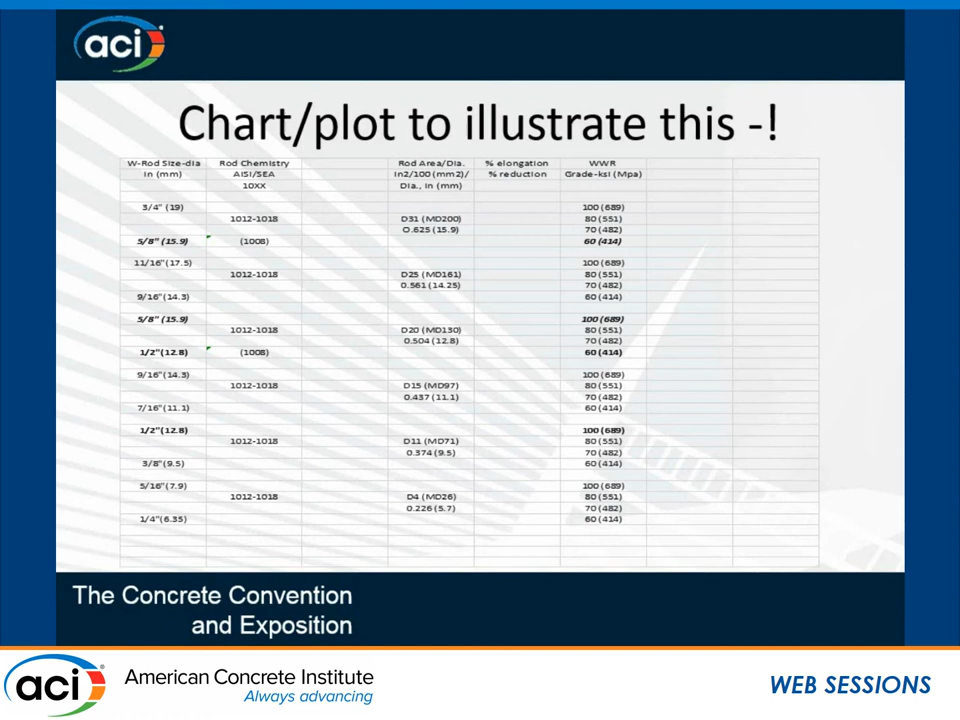 aci
Chart/plot to illustrate this -!
W-Rod Size-dia Rod Chemistry Rod Area/Dia. % elongation WWR
in (mm) AISI/SEA in2/100 (mm2)/ % reduction Grade-ksi (Mpa)
10XX Dia., in (mm)
3/4" (19) 100 (689)
1012-1018 D31 (MD200) 80 (551)
0.625 (15.9) 70 (482)
5/8" (15.9) (1008) 60 (414)
11/16"(17.5) 100 (689)
1012-1018 D25 (MD161) 80 (551)
0.561 (14.25) 70 (482)
9/16"(14.3) 60 (414)
5/8" (15.9) 100 (689)
1012-1018 D20 (MD130) 80 (551)
0.504 (12.8) 70 (482)
1/2"(12.8) (1008) 60 (414)
9/16"(14.3) 100 (689)
1012-1018 D15 (MD97) 80 (551)
0.437 (11.1) 70 (482)
7/16"(11.1) 60 (414)
1/2"(12.8) 100 (689)
1012-1018 D11 (MD71) 80 (551)
0.374 (9.5) 70 (482)
3/8"(9.5) 60 (414)
5/16"(7.9) 100 (689)
1012-1018 D4 (MD26) 80 (551)
0.226 (5.7) 70 (482)
1/4"(6.35) 60 (414)
The Concrete Convention
and Exposition
aci American Concrete Institute
Always advancing
WEB SESSIONS